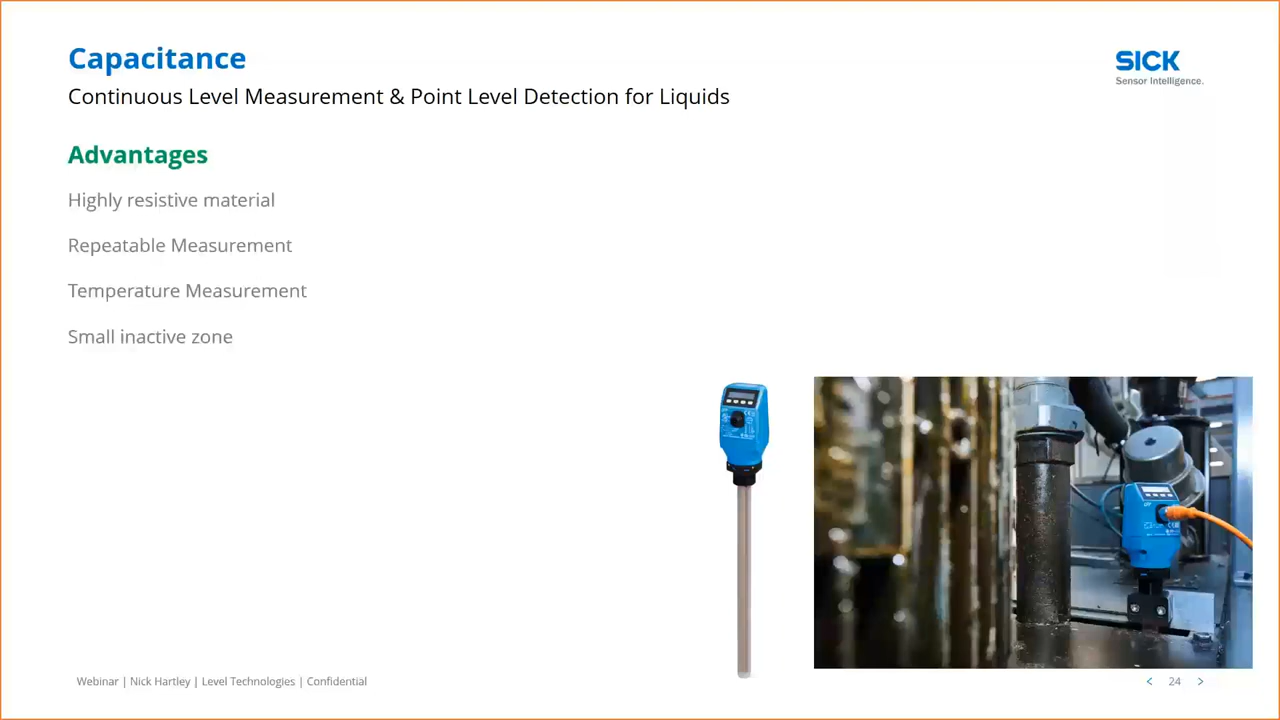 Capacitance
Continuous Level Measurement & Point Level Detection for Liquids
SICK
Sensor Intelligence.
Advantages
Highly resistive material
Repeatable Measurement
Temperature Measurement
Small inactive zone
Webinar | Nick Hartley | Level Technologies | Confidential
< 24 >